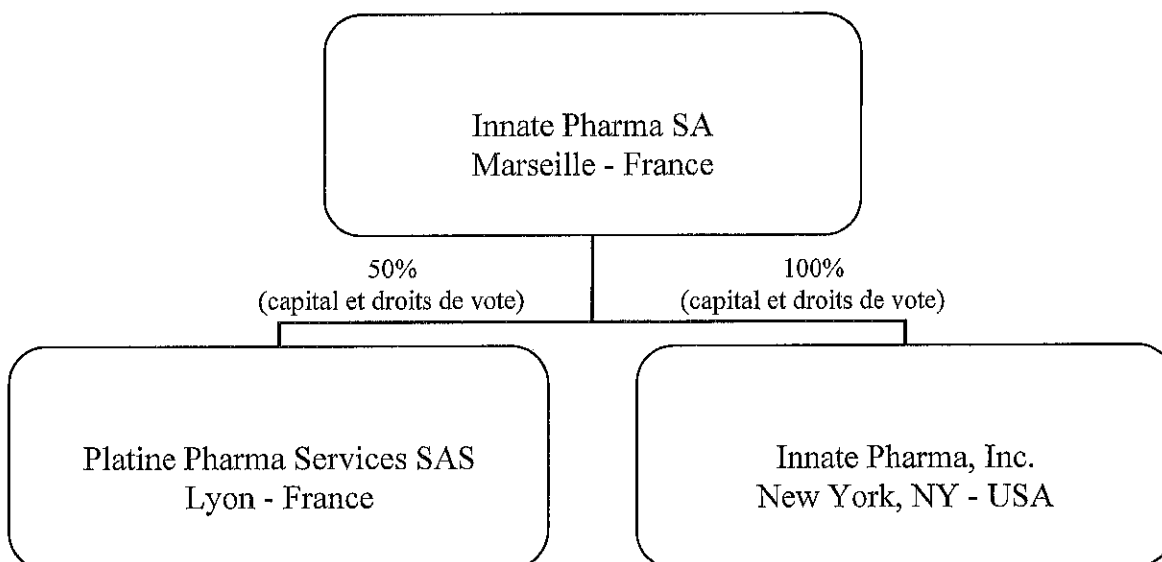 Innate Pharma SA
Marseille - France
50%
(capital et droits de vote)
100%
(capital et droits de vote)
Platine Pharma Services SAS
Lyon - France
Innate Pharma, Inc.
New York, NY - USA